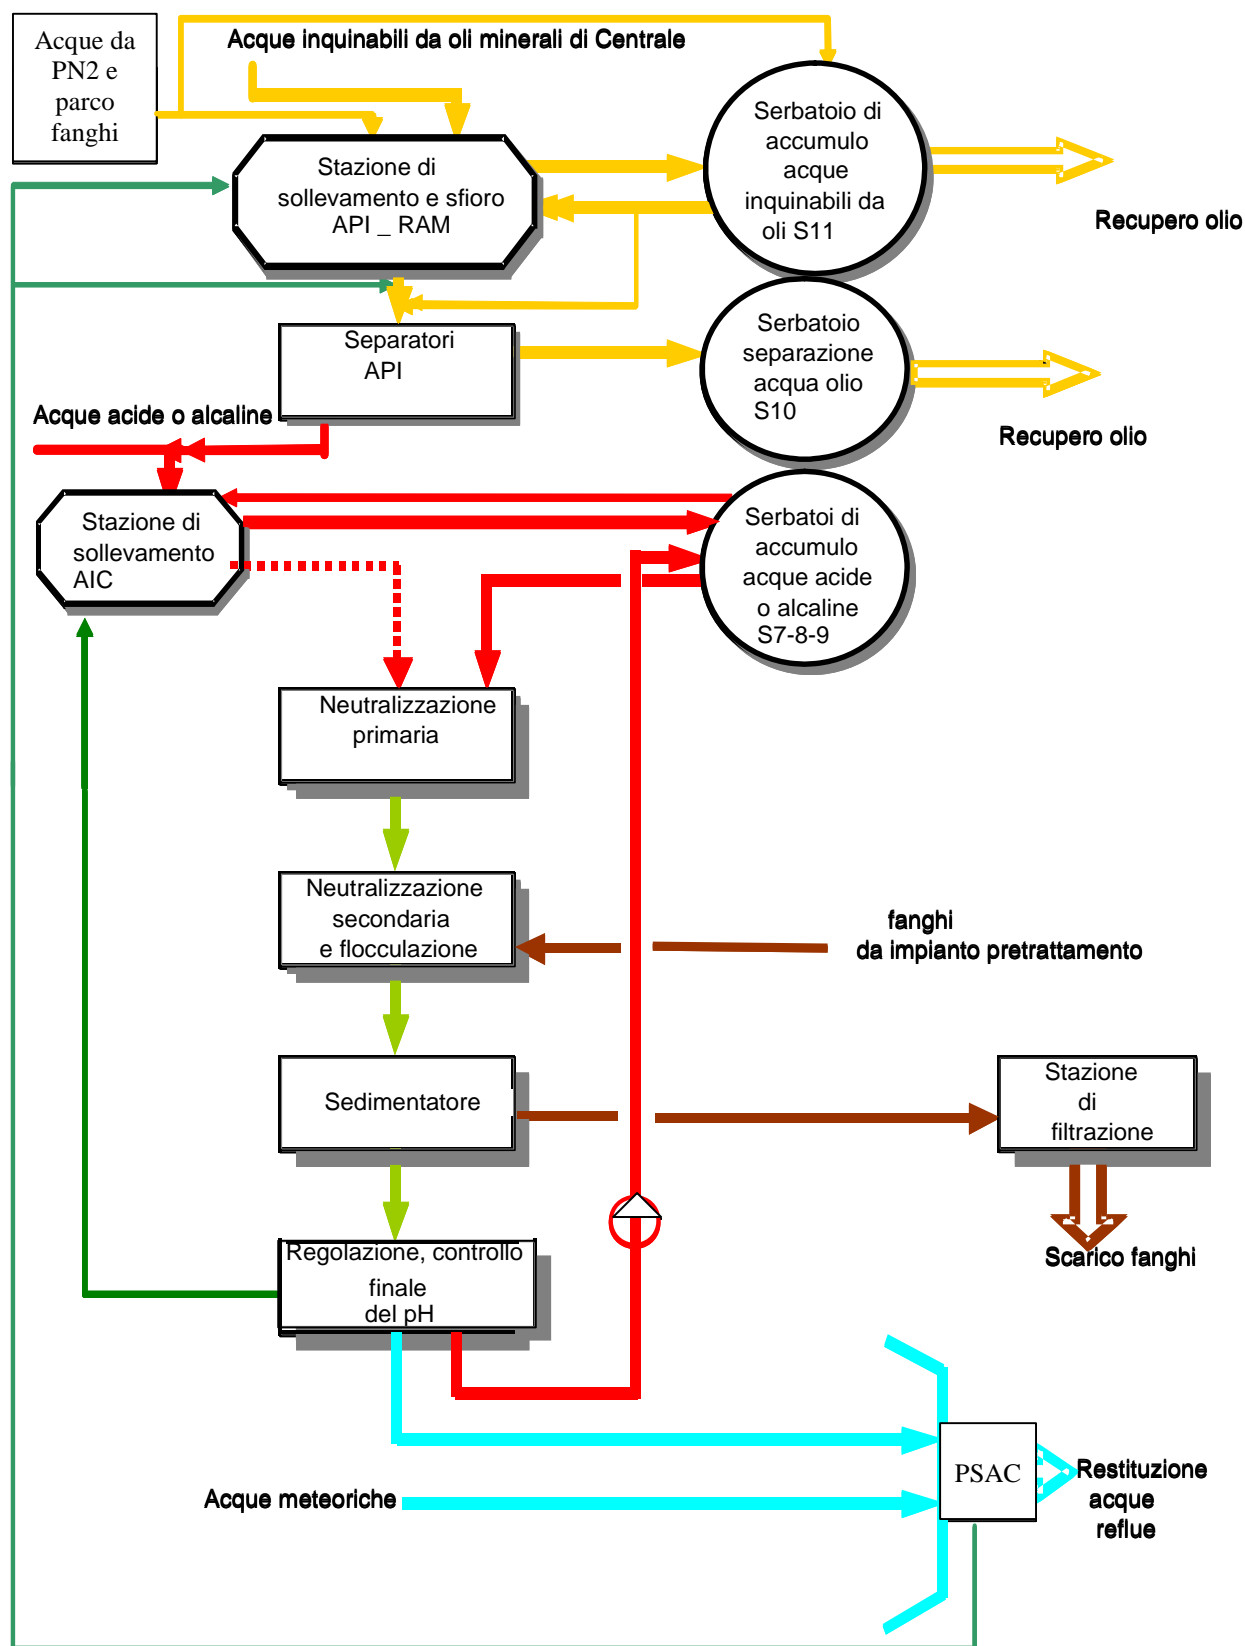 Acque da
PN2 e
parco
fanghi
Acque inquinabili da oli minerali di Centrale
Stazione di
sollevamento e sfioro
API _ RAM
Serbatoio di
accumulo
acque
inquinabili da
oli S11
Recupero olio
Separatori
API
Serbatoio
separazione
acqua olio
S10
Recupero olio
Acque acide o alcaline
Stazione di
sollevamento
AIC
Serbatoi di
accumulo
acque acide
o alcaline
S7-8-9
Neutralizzazione
primaria
Neutralizzazione
secondaria
e flocculazione
fanghi
da impianto pretrattamento
Sedimentatore
Stazione
di
filtrazione
Scarico fanghi
Regolazione, controllo
finale
del pH
PSAC
Restituzione
acque
reflue
Acque meteoriche